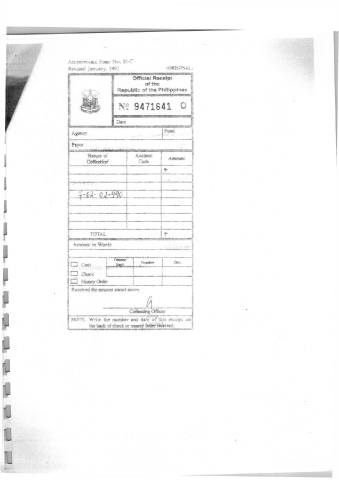 Accountable Form No. 51-C
Revised January, 1992 (ORIGINAL)
Official Receipt
of the
Republic of the Philippines
№ 9471641 O
Date
Agency
Fund
Payor
Nature of Collection
Account Code
Amount
₱
7-62-02-990
TOTAL ₱
Amount in Words
Cash
Drawee Bank
Number
Date
Check
Money Order
Received the amount stated above.
Collecting Officer
NOTE: Write the number and date of this receipt on
the back of check or money order received.